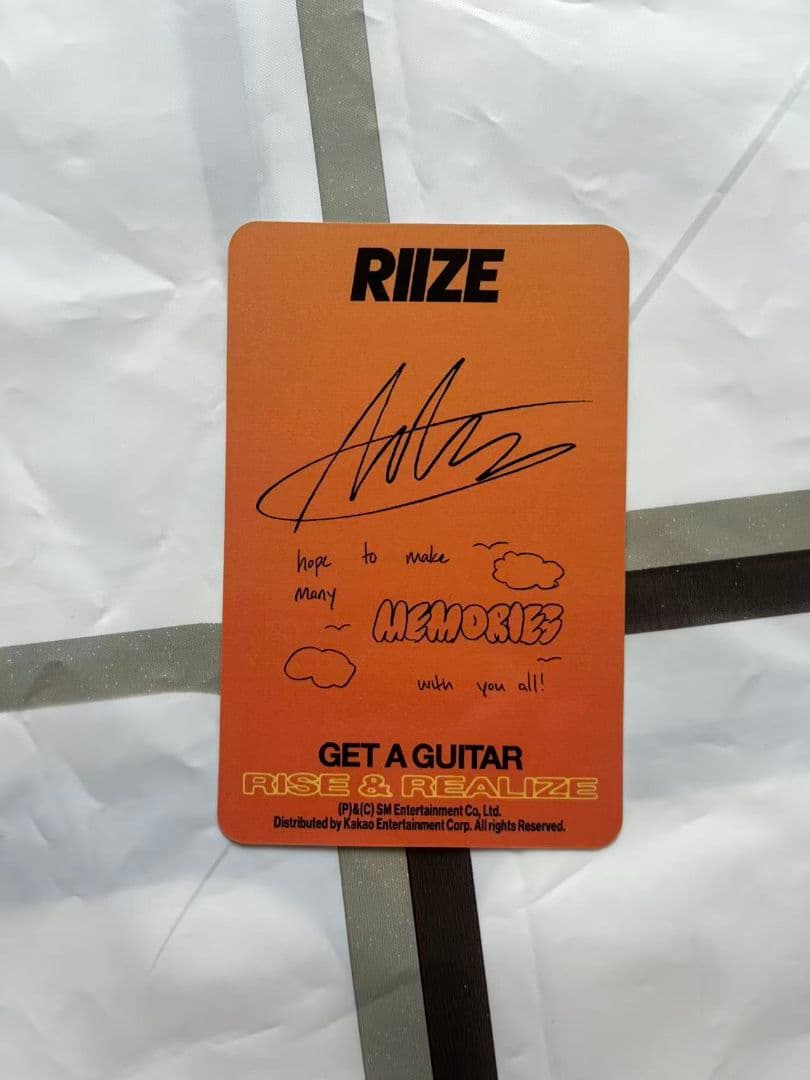 RIIZE
hope to make
many MEMORIES
with you all!
GET A GUITAR
RISE & REALIZE
(P)&(C) SM Entertainment Co., Ltd.
Distributed by Kakao Entertainment Corp. All rights Reserved.